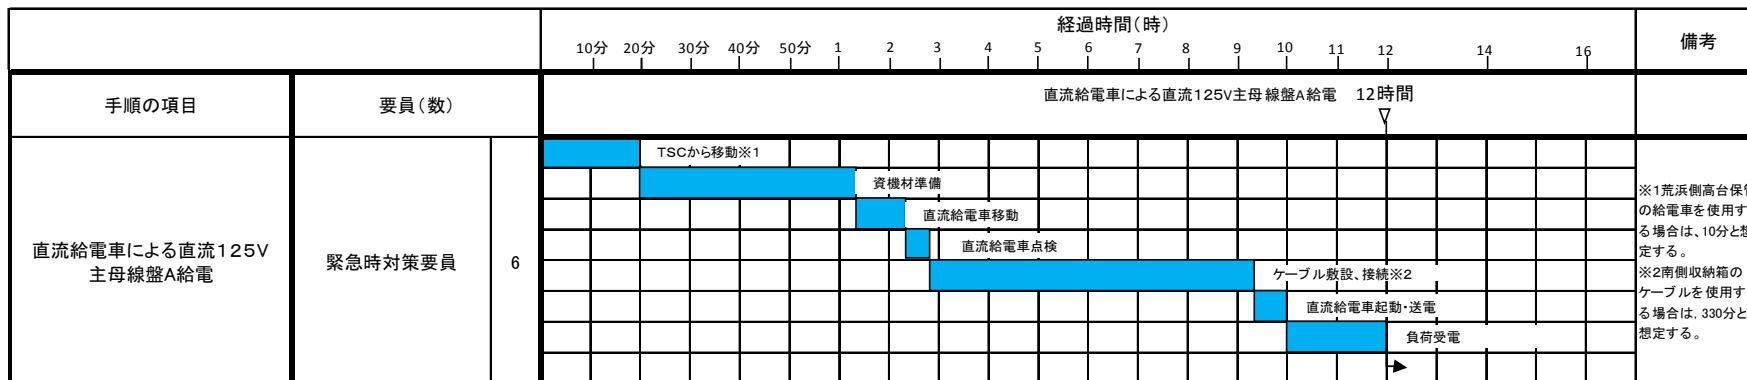 経過時間(時)
備考
10分 20分 30分 40分 50分 1 2 3 4 5 6 7 8 9 10 11 12 14 16
手順の項目
要員(数)
直流給電車による直流125V主母線盤A給電 12時間
直流給電車による直流125V
主母線盤A給電
緊急時対策要員
6
TSCから移動※1
資機材準備
直流給電車移動
直流給電車点検
ケーブル敷設、接続※2
直流給電車起動・送電
負荷受電
※1荒浜側高台保管
の給電車を使用す
る場合は、10分と想
定する。
※2南側収納箱の
ケーブルを使用す
る場合は, 330分と
想定する。